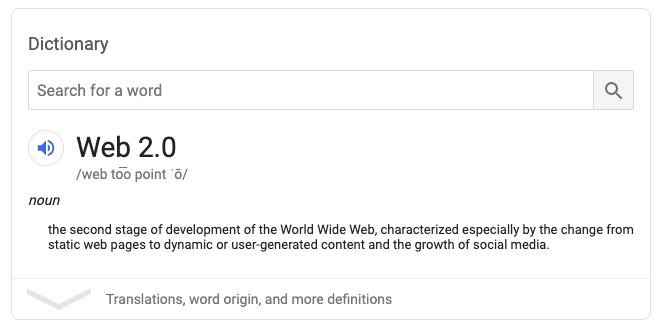 Dictionary
Search for a word
Web 2.0
/web to͞o point ˈō/
noun
the second stage of development of the World Wide Web, characterized especially by the change from
static web pages to dynamic or user-generated content and the growth of social media.
Translations, word origin, and more definitions